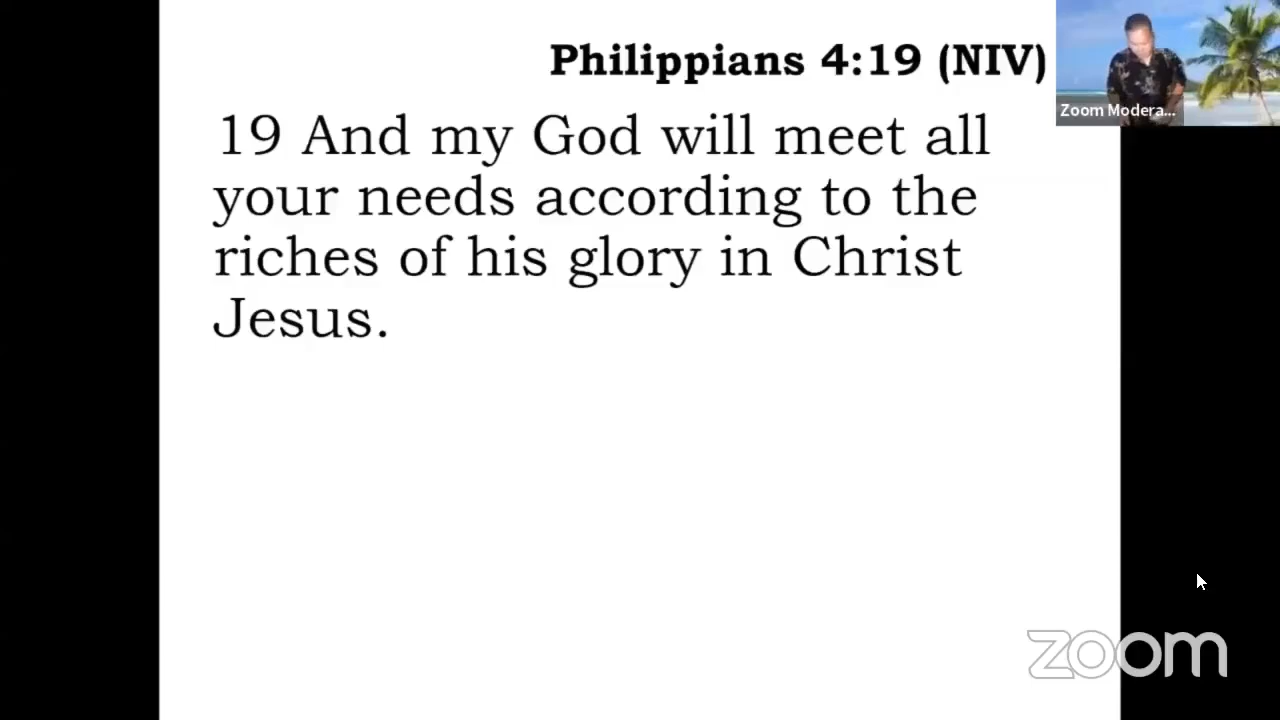 Philippians 4:19 (NIV)
Zoom Modera...
19 And my God will meet all
your needs according to the
riches of his glory in Christ
Jesus.
zoom